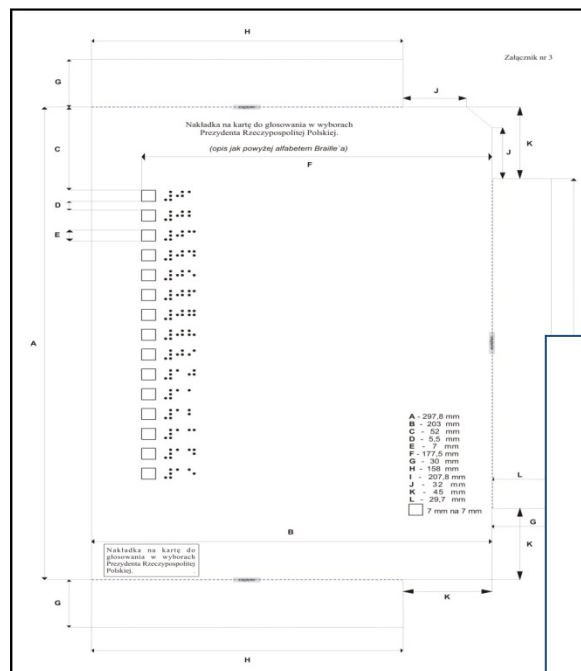 H
Załącznik nr 3
G
J
Nakładka na kartę do głosowania w wyborach
Prezydenta Rzeczypospolitej Polskiej.
K
C
J
(opis jak powyżej alfabetem Braille`a)
F
D
E
A
A - 297,8 mm
B - 203 mm
C - 52 mm
D - 5,5 mm
E - 7 mm
F - 177,5 mm
G - 30 mm
H - 158 mm
I - 207,8 mm
J - 32 mm
K - 45 mm
L - 29,7 mm
7 mm na 7 mm
L
G
B
K
Nakładka na kartę do
głosowania w wyborach
Prezydenta Rzeczypospolitej
Polskiej.
G
K
H